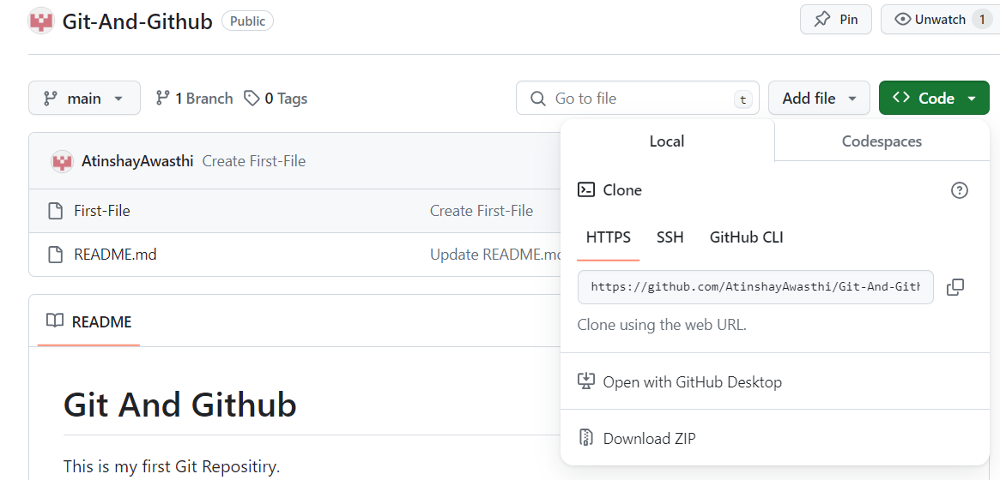 Git-And-Github Public Pin Unwatch 1
main 1 Branch 0 Tags Go to file t Add file Code
Local Codespaces
AtinshayAwasthi Create First-File
Clone
First-File Create First-File
HTTPS SSH GitHub CLI
README.md Update README.md
https://github.com/AtinshayAwasthi/Git-And-Gith
Clone using the web URL.
README
Open with GitHub Desktop
Git And Github
Download ZIP
This is my first Git Repositiry.